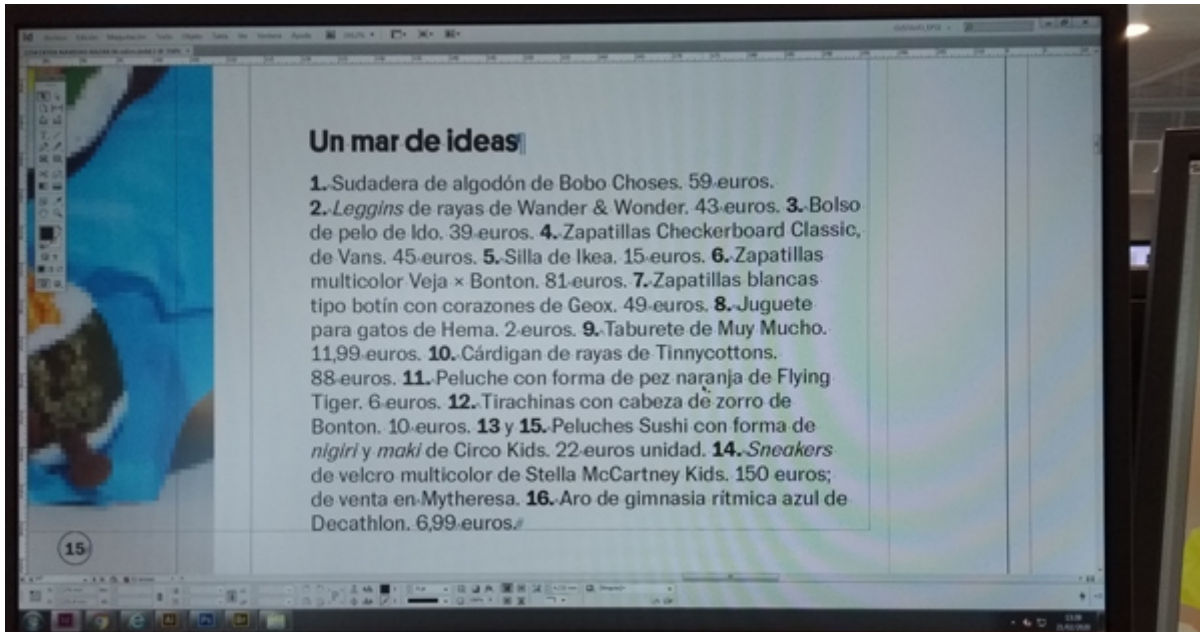 Un mar de ideas
1. Sudadera de algodón de Bobo Choses. 59 euros.
2. Leggins de rayas de Wander & Wonder. 43 euros. 3. Bolso
de pelo de Ido. 39 euros. 4. Zapatillas Checkerboard Classic,
de Vans. 45 euros. 5. Silla de Ikea. 15 euros. 6. Zapatillas
multicolor Veja × Bonton. 81 euros. 7. Zapatillas blancas
tipo botín con corazones de Geox. 49 euros. 8. Juguete
para gatos de Hema. 2 euros. 9. Taburete de Muy Mucho.
11,99 euros. 10. Cárdigan de rayas de Tinnycottons.
88 euros. 11. Peluche con forma de pez naranja de Flying
Tiger. 6 euros. 12. Tirachinas con cabeza de zorro de
Bonton. 10 euros. 13 y 15. Peluches Sushi con forma de
nigiri y maki de Circo Kids. 22 euros unidad. 14. Sneakers
de velcro multicolor de Stella McCartney Kids. 150 euros;
de venta en Mytheresa. 16. Aro de gimnasia rítmica azul de
Decathlon. 6,99 euros.
15